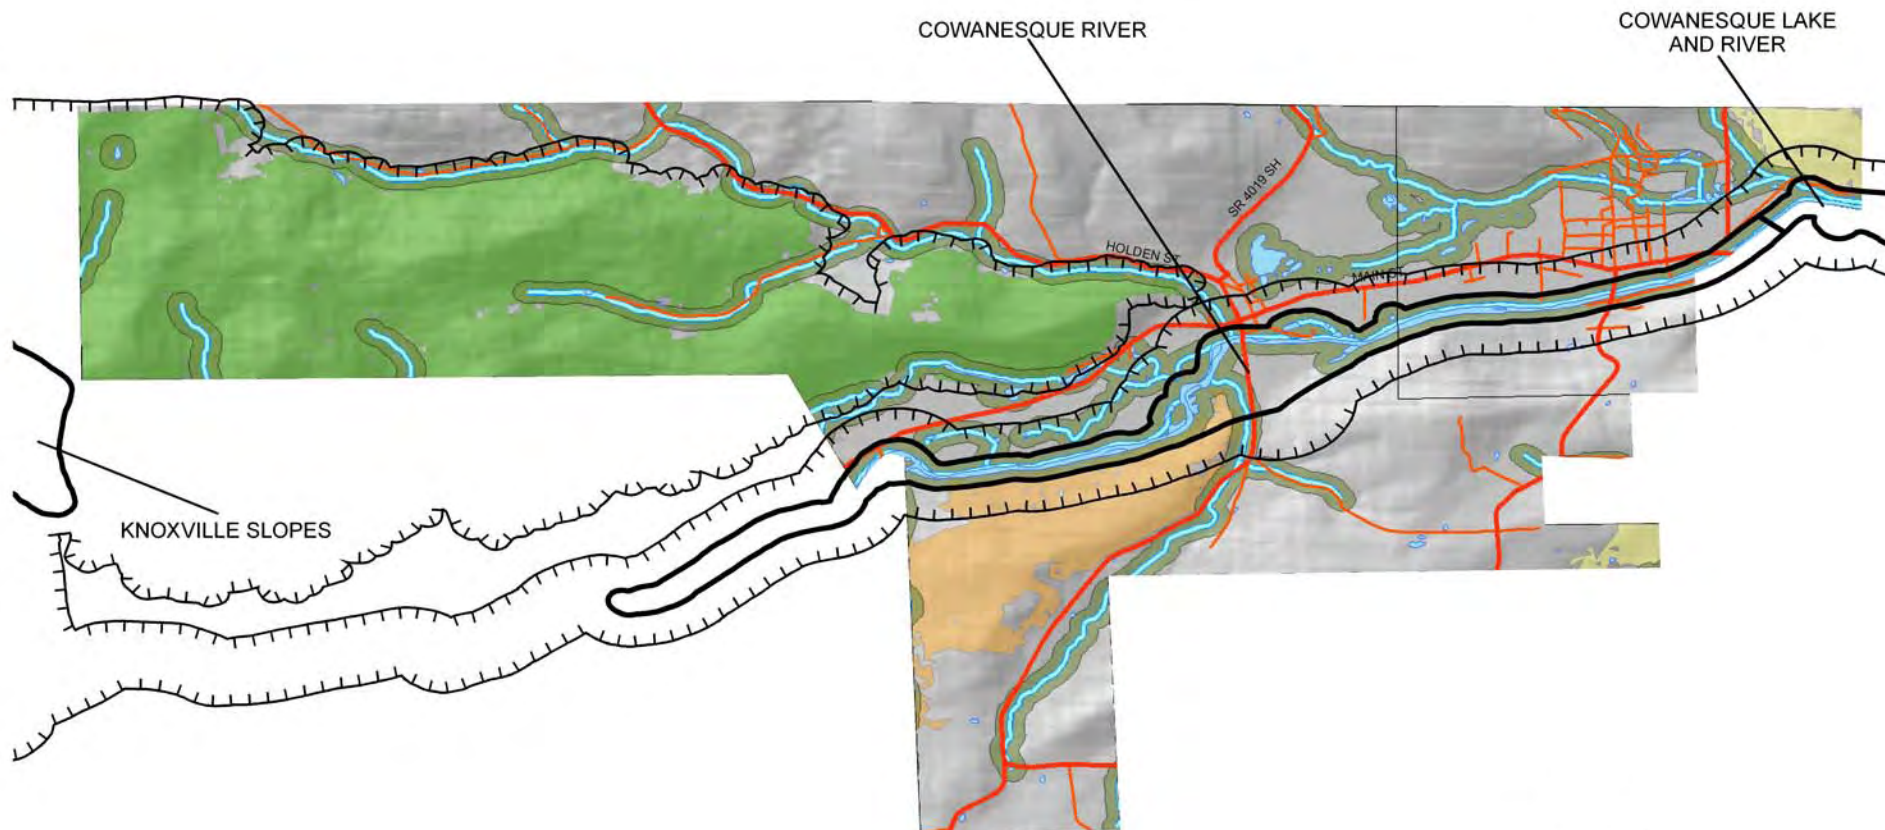 COWANESQUE RIVER
COWANESQUE LAKE
AND RIVER
SR 4019 SH
HOLDEN ST
MAIN ST
KNOXVILLE SLOPES